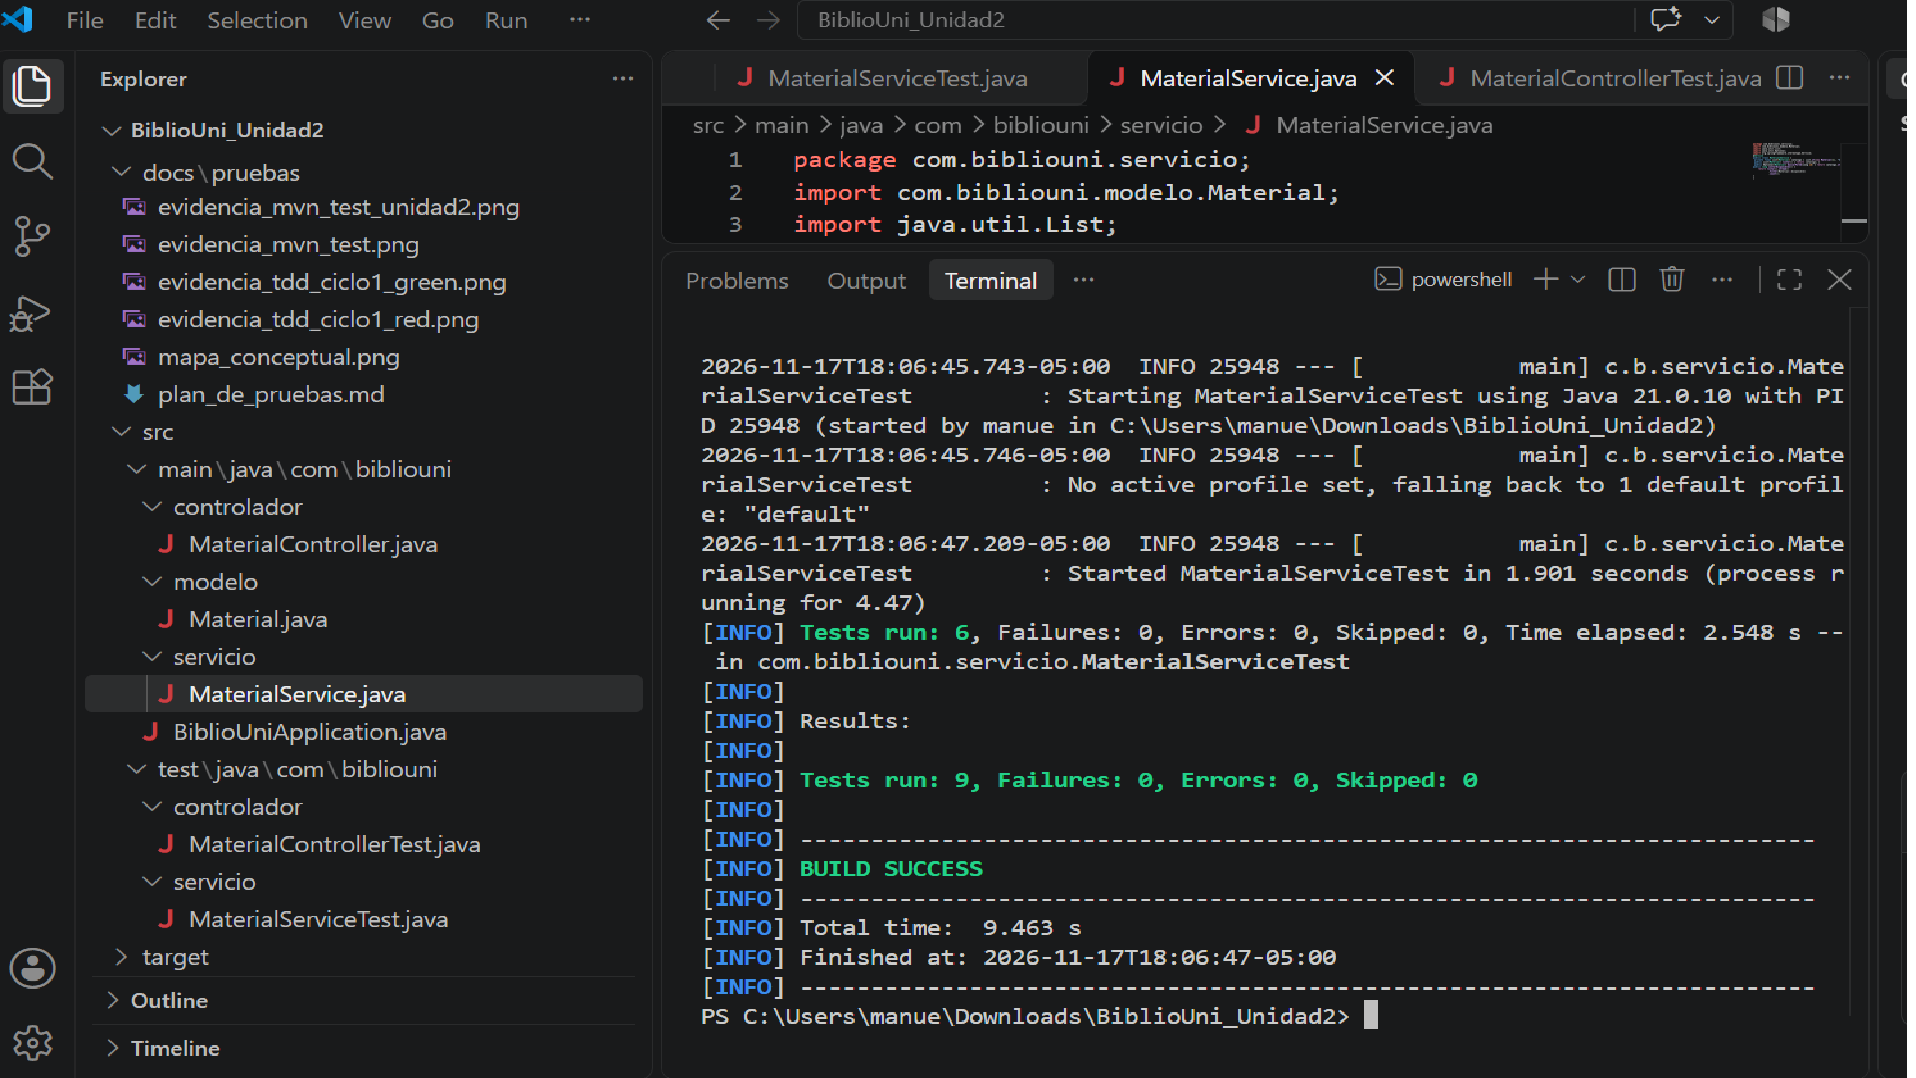 File Edit Selection View Go Run ···
BiblioUni_Unidad2
Explorer ···
BiblioUni_Unidad2
docs\pruebas
evidencia_mvn_test_unidad2.png
evidencia_mvn_test.png
evidencia_tdd_ciclo1_green.png
evidencia_tdd_ciclo1_red.png
mapa_conceptual.png
plan_de_pruebas.md
src
main\java\com\bibliouni
controlador
J MaterialController.java
modelo
J Material.java
servicio
J MaterialService.java
J BiblioUniApplication.java
test\java\com\bibliouni
controlador
J MaterialControllerTest.java
servicio
J MaterialServiceTest.java
target
Outline
Timeline
J MaterialServiceTest.java J MaterialService.java J MaterialControllerTest.java ···
src > main > java > com > bibliouni > servicio > J MaterialService.java
1 package com.bibliouni.servicio;
2 import com.bibliouni.modelo.Material;
3 import java.util.List;
Problems Output Terminal ··· powershell ···
2026-11-17T18:06:45.743-05:00  INFO 25948 --- [           main] c.b.servicio.Mate
rialServiceTest         : Starting MaterialServiceTest using Java 21.0.10 with PI
D 25948 (started by manue in C:\Users\manue\Downloads\BiblioUni_Unidad2)
2026-11-17T18:06:45.746-05:00  INFO 25948 --- [           main] c.b.servicio.Mate
rialServiceTest         : No active profile set, falling back to 1 default profil
e: "default"
2026-11-17T18:06:47.209-05:00  INFO 25948 --- [           main] c.b.servicio.Mate
rialServiceTest         : Started MaterialServiceTest in 1.901 seconds (process r
unning for 4.47)
[INFO] Tests run: 6, Failures: 0, Errors: 0, Skipped: 0, Time elapsed: 2.548 s --
in com.bibliouni.servicio.MaterialServiceTest
[INFO]
[INFO] Results:
[INFO]
[INFO] Tests run: 9, Failures: 0, Errors: 0, Skipped: 0
[INFO]
[INFO] ------------------------------------------------------------------------
[INFO] BUILD SUCCESS
[INFO] ------------------------------------------------------------------------
[INFO] Total time:  9.463 s
[INFO] Finished at: 2026-11-17T18:06:47-05:00
[INFO] ------------------------------------------------------------------------
PS C:\Users\manue\Downloads\BiblioUni_Unidad2>